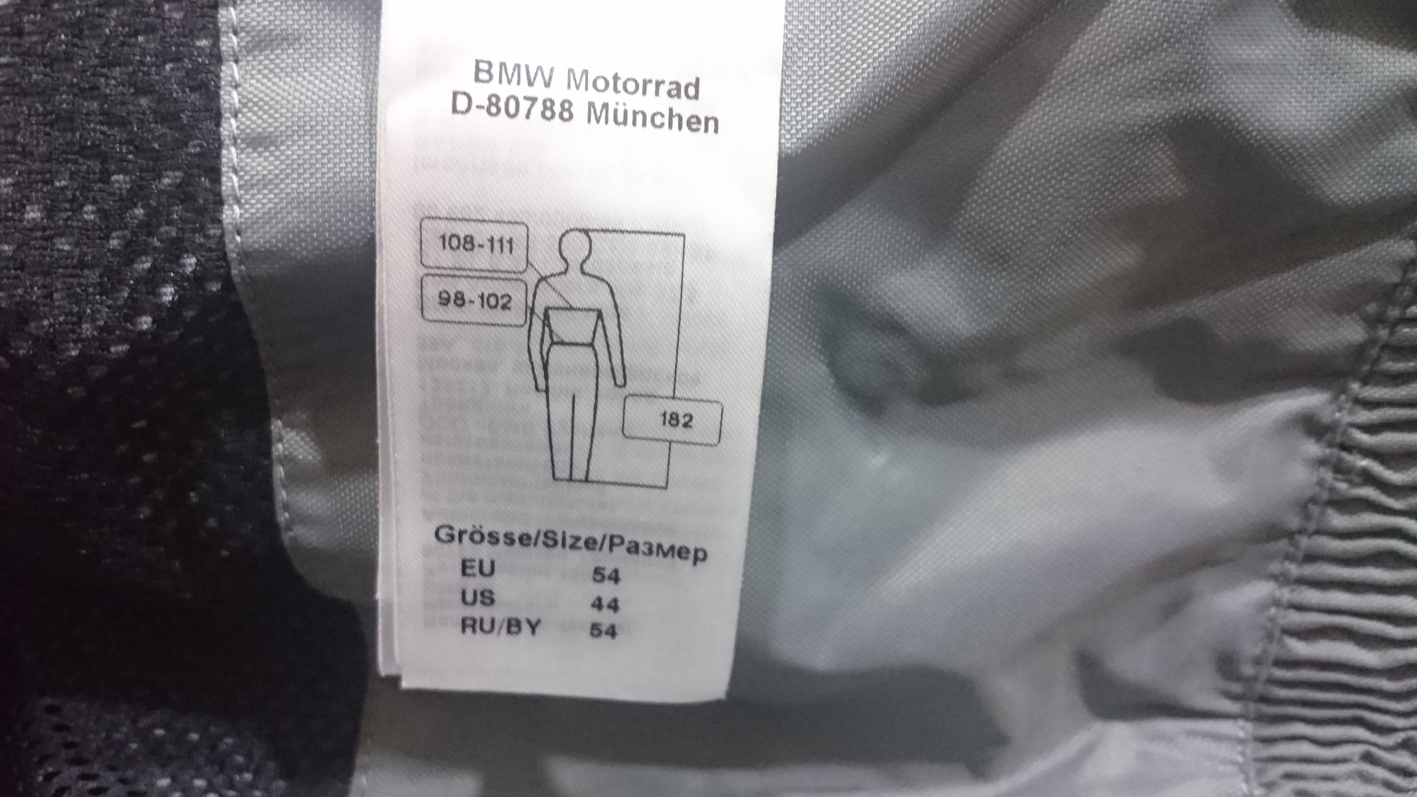 BMW Motorrad
D-80788 München
108-111
98-102
182
Grösse/Size/Размер
EU 54
US 44
RU/BY 54